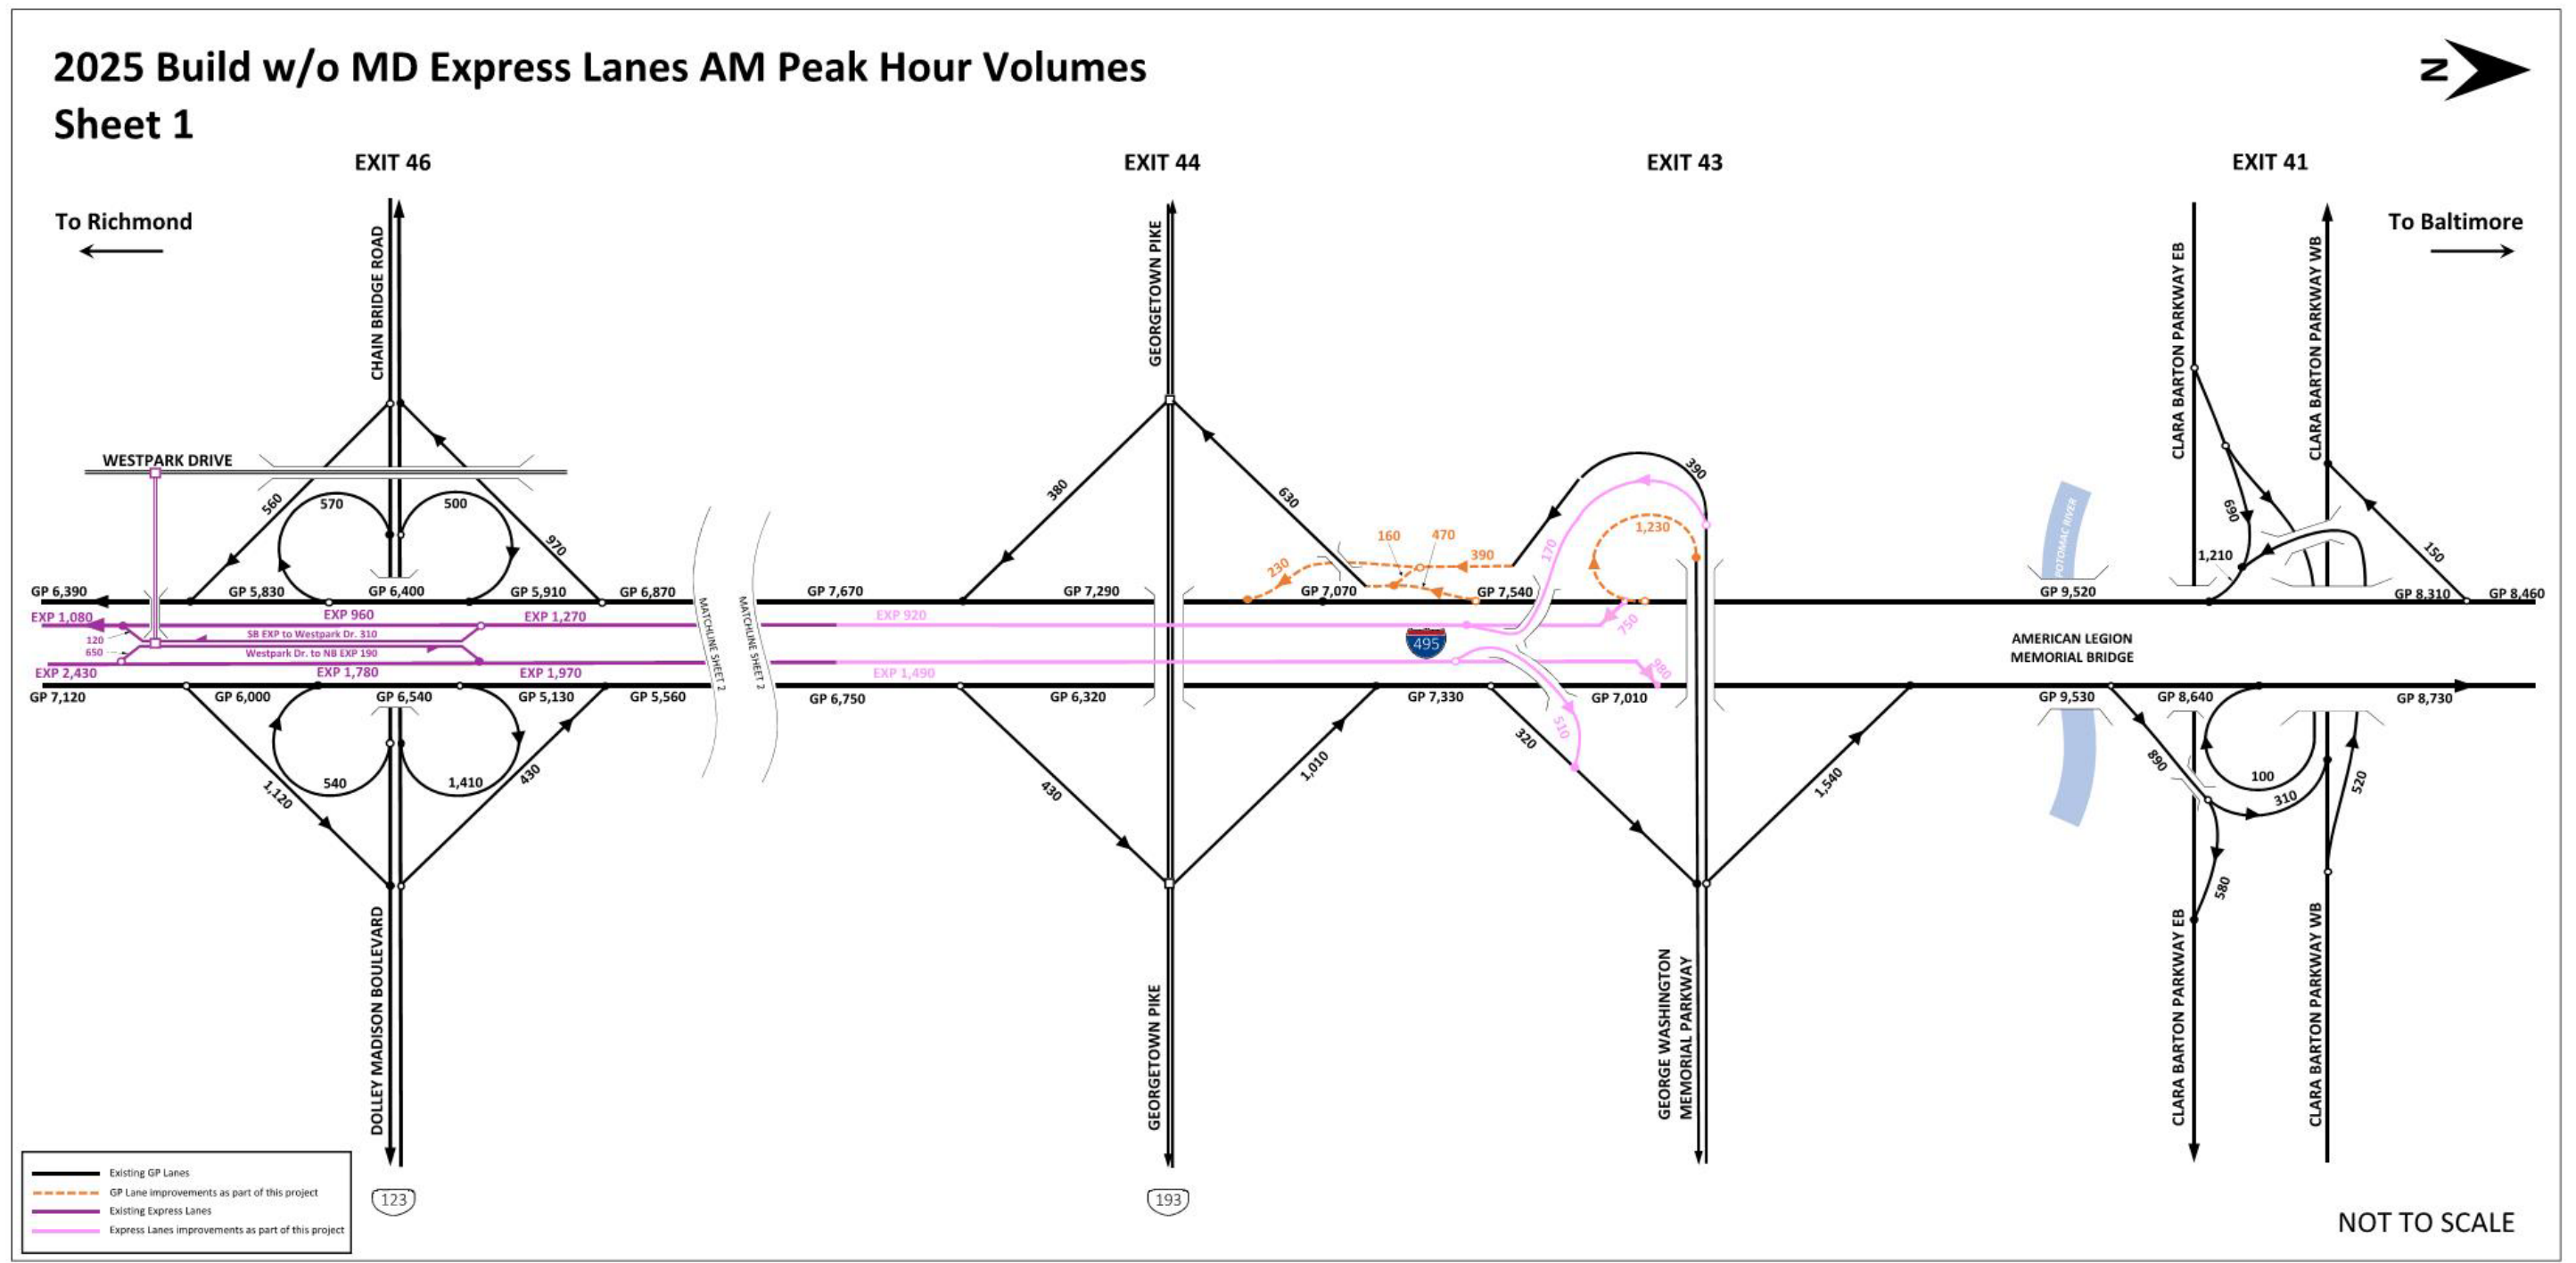 2025 Build w/o MD Express Lanes AM Peak Hour Volumes
Sheet 1
N
EXIT 46
EXIT 44
EXIT 43
EXIT 41
To Richmond
To Baltimore
CHAIN BRIDGE ROAD
GEORGETOWN PIKE
CLARA BARTON PARKWAY EB
CLARA BARTON PARKWAY WB
WESTPARK DRIVE
560
570
500
970
380
630
390
170
1,230
160
470
390
230
690
1,210
150
POTOMAC RIVER
GP 6,390
GP 5,830
GP 6,400
GP 5,910
GP 6,870
GP 7,670
GP 7,290
GP 7,070
GP 7,540
GP 9,520
GP 8,310
GP 8,460
EXP 1,080
EXP 960
EXP 1,270
EXP 920
750
120
SB EXP to Westpark Dr. 310
650
Westpark Dr. to NB EXP 190
MATCHLINE SHEET 2
MATCHLINE SHEET 2
495
AMERICAN LEGION
MEMORIAL BRIDGE
EXP 2,430
EXP 1,780
EXP 1,970
EXP 1,490
980
GP 7,120
GP 6,000
GP 6,540
GP 5,130
GP 5,560
GP 6,750
GP 6,320
GP 7,330
GP 7,010
GP 9,530
GP 8,640
GP 8,730
1,120
540
1,410
430
430
1,010
320
510
1,540
890
100
310
520
580
DOLLEY MADISON BOULEVARD
GEORGETOWN PIKE
GEORGE WASHINGTON
MEMORIAL PARKWAY
CLARA BARTON PARKWAY EB
CLARA BARTON PARKWAY WB
Existing GP Lanes
GP Lane improvements as part of this project
Existing Express Lanes
Express Lanes improvements as part of this project
123
193
NOT TO SCALE